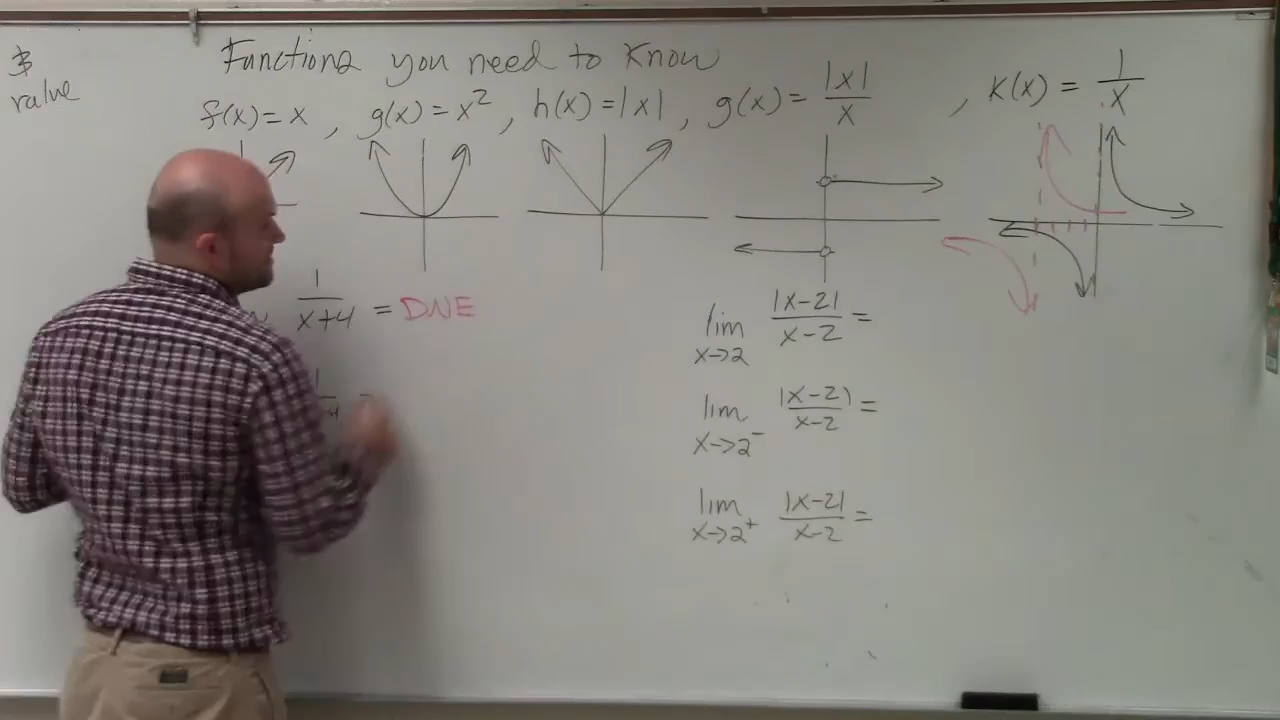 $
value
Functions you need to know
f(x) = x , g(x) = x² , h(x) = |x| , g(x) = |x|/x , K(x) = 1/x
1/(x+4) = DNE
lim x→2 |x-2|/(x-2) =
lim x→2⁻ |x-2|/(x-2) =
lim x→2⁺ |x-2|/(x-2) =